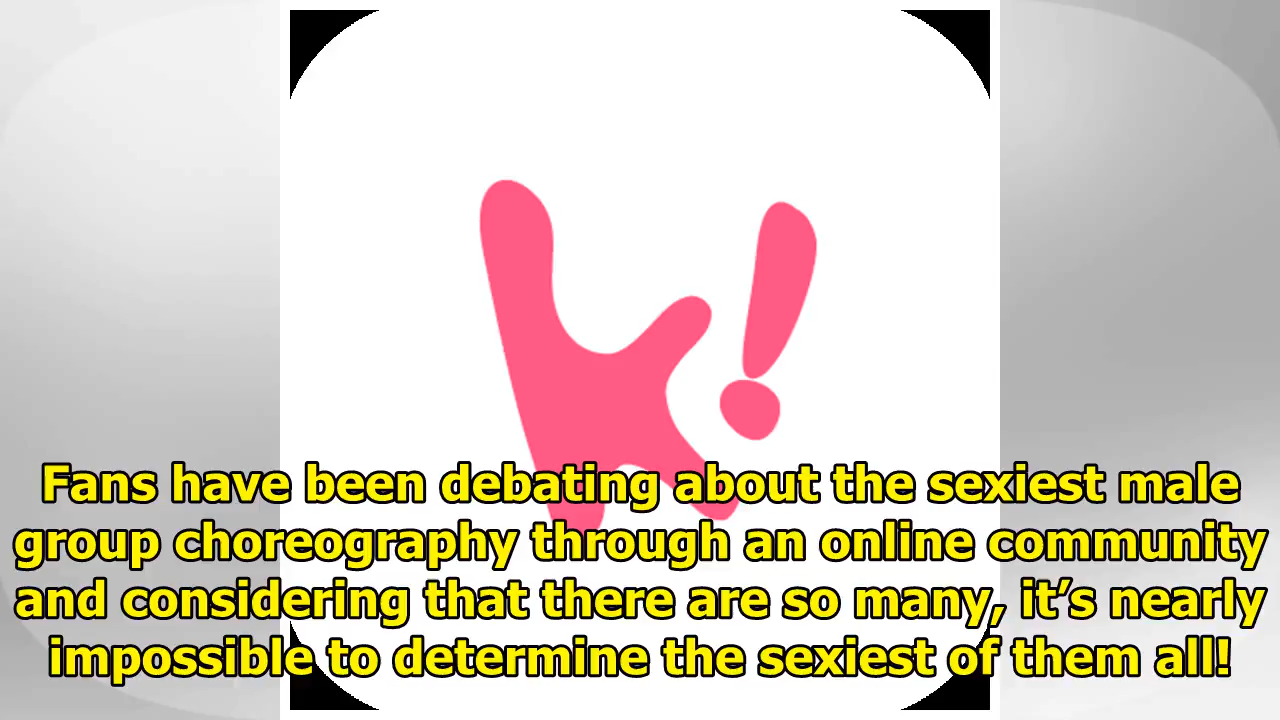 k!
Fans have been debating about the sexiest male
group choreography through an online community
and considering that there are so many, it’s nearly
impossible to determine the sexiest of them all!